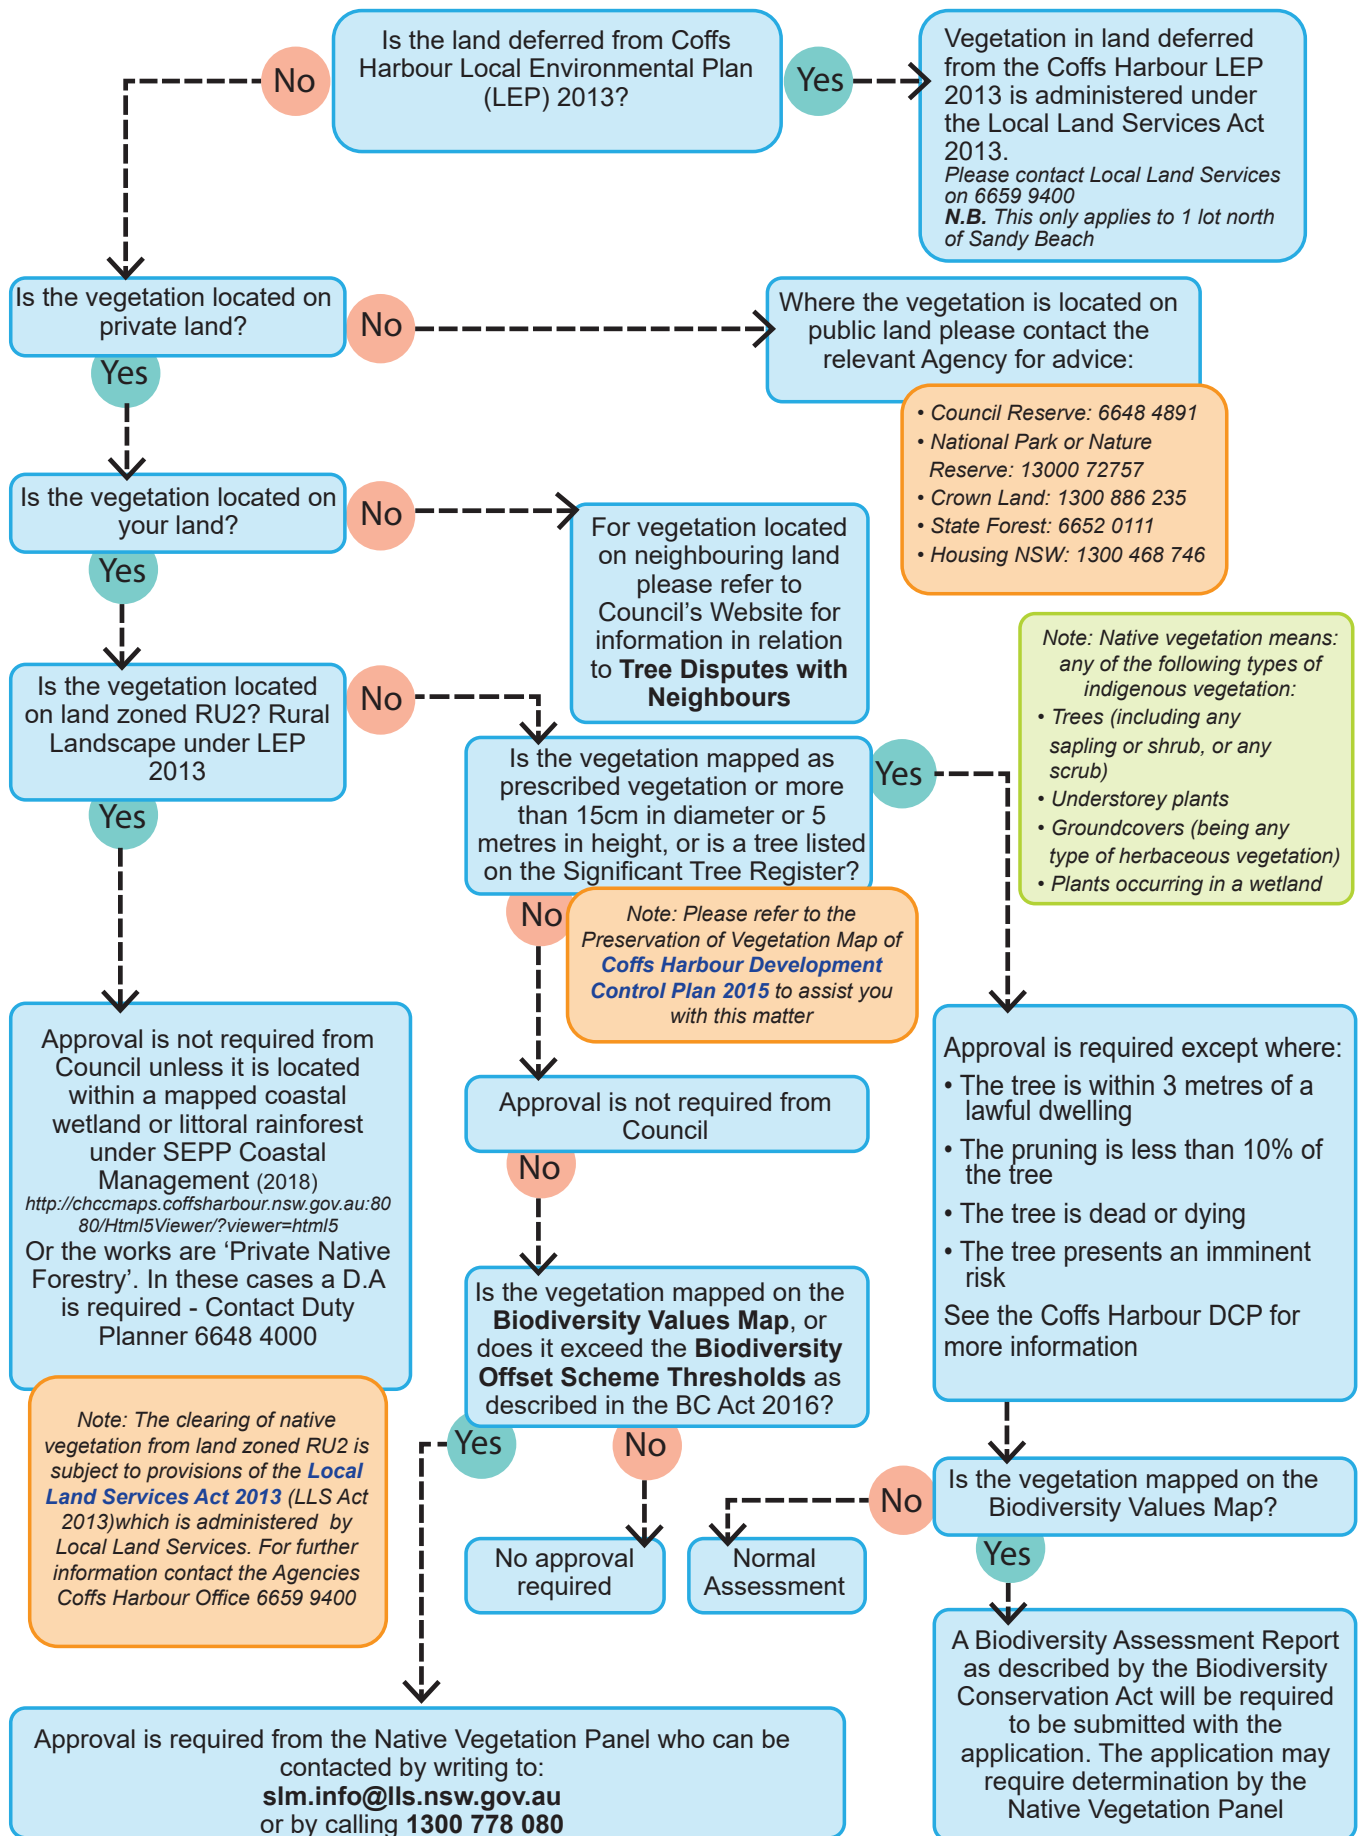 Is the land deferred from Coffs
Harbour Local Environmental Plan
(LEP) 2013?
No
Yes
Vegetation in land deferred
from the Coffs Harbour LEP
2013 is administered under
the Local Land Services Act
2013.
Please contact Local Land Services
on 6659 9400
N.B. This only applies to 1 lot north
of Sandy Beach
Is the vegetation located on
private land?
No
Yes
Where the vegetation is located on
public land please contact the
relevant Agency for advice:
• Council Reserve: 6648 4891
• National Park or Nature
Reserve: 13000 72757
• Crown Land: 1300 886 235
• State Forest: 6652 0111
• Housing NSW: 1300 468 746
Is the vegetation located on
your land?
No
Yes
For vegetation located
on neighbouring land
please refer to
Council's Website for
information in relation
to Tree Disputes with
Neighbours
Note: Native vegetation means:
any of the following types of
indigenous vegetation:
• Trees (including any
sapling or shrub, or any
scrub)
• Understorey plants
• Groundcovers (being any
type of herbaceous vegetation)
• Plants occurring in a wetland
Is the vegetation located
on land zoned RU2? Rural
Landscape under LEP
2013
No
Yes
Is the vegetation mapped as
prescribed vegetation or more
than 15cm in diameter or 5
metres in height, or is a tree listed
on the Significant Tree Register?
Yes
No
Note: Please refer to the
Preservation of Vegetation Map of
Coffs Harbour Development
Control Plan 2015 to assist you
with this matter
Approval is not required from
Council unless it is located
within a mapped coastal
wetland or littoral rainforest
under SEPP Coastal
Management (2018)
http://chccmaps.coffsharbour.nsw.gov.au:80
80/Html5Viewer/?viewer=html5
Or the works are ‘Private Native
Forestry’. In these cases a D.A
is required - Contact Duty
Planner 6648 4000
Note: The clearing of native
vegetation from land zoned RU2 is
subject to provisions of the Local
Land Services Act 2013 (LLS Act
2013)which is administered by
Local Land Services. For further
information contact the Agencies
Coffs Harbour Office 6659 9400
Approval is not required from
Council
No
Is the vegetation mapped on the
Biodiversity Values Map, or
does it exceed the Biodiversity
Offset Scheme Thresholds as
described in the BC Act 2016?
Yes
No
No approval
required
Approval is required except where:
• The tree is within 3 metres of a
lawful dwelling
• The pruning is less than 10% of
the tree
• The tree is dead or dying
• The tree presents an imminent
risk
See the Coffs Harbour DCP for
more information
Is the vegetation mapped on the
Biodiversity Values Map?
No
Yes
Normal
Assessment
A Biodiversity Assessment Report
as described by the Biodiversity
Conservation Act will be required
to be submitted with the
application. The application may
require determination by the
Native Vegetation Panel
Approval is required from the Native Vegetation Panel who can be
contacted by writing to:
slm.info@lls.nsw.gov.au
or by calling 1300 778 080